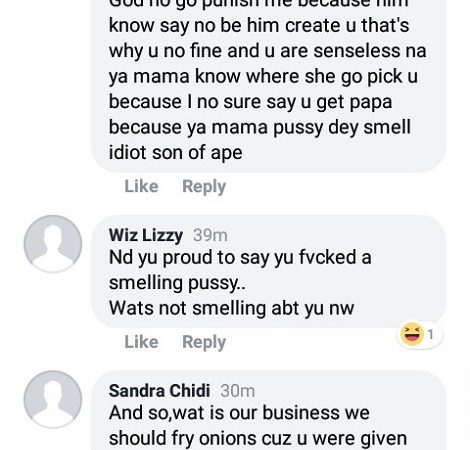 God no go punish me because him
know say no be him create u that's
why u no fine and u are senseless na
ya mama know where she go pick u
because I no sure say u get papa
because ya mama pussy dey smell
idiot son of ape
Like Reply
Wiz Lizzy 39m
Nd yu proud to say yu fvcked a
smelling pussy..
Wats not smelling abt yu nw
Like Reply
1
Sandra Chidi 30m
And so,wat is our business we
should fry onions cuz u were given